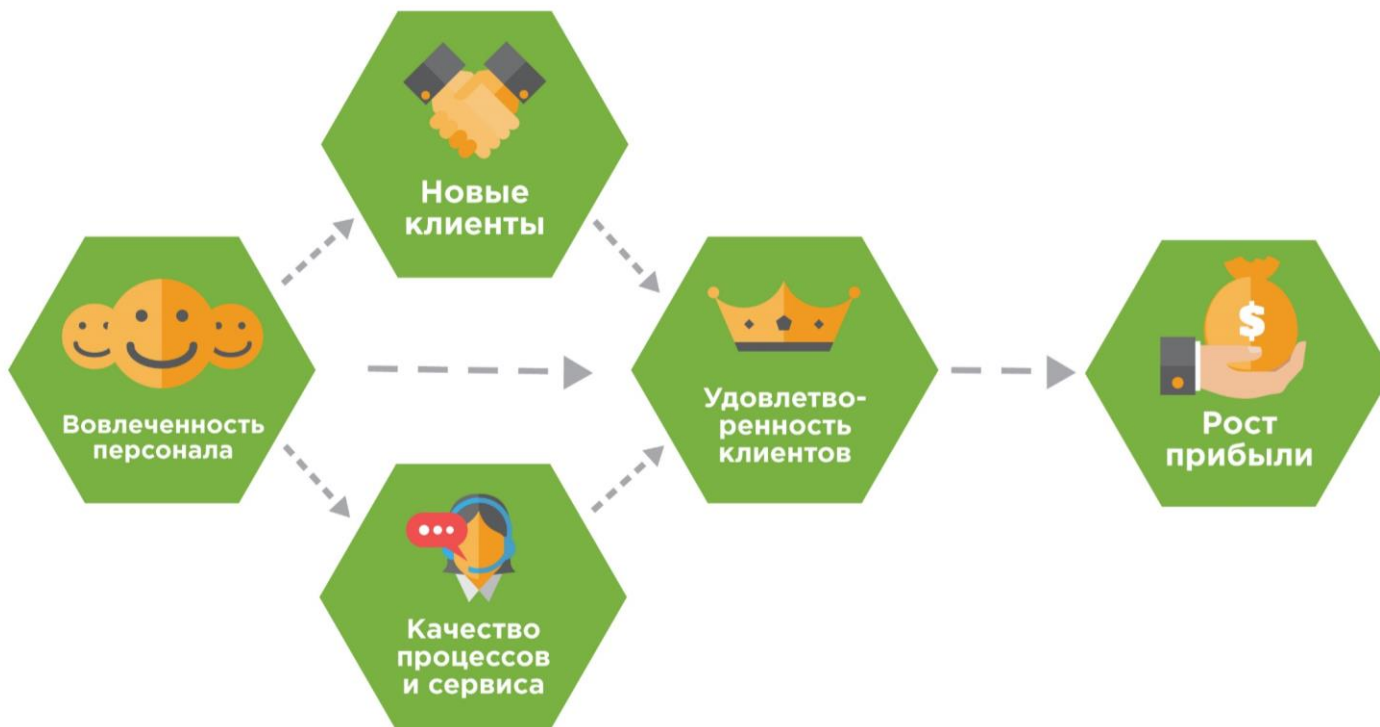 Новые
клиенты
Вовлеченность
персонала
Удовлетво-
ренность
клиентов
$
Рост
прибыли
Качество
процессов
и сервиса